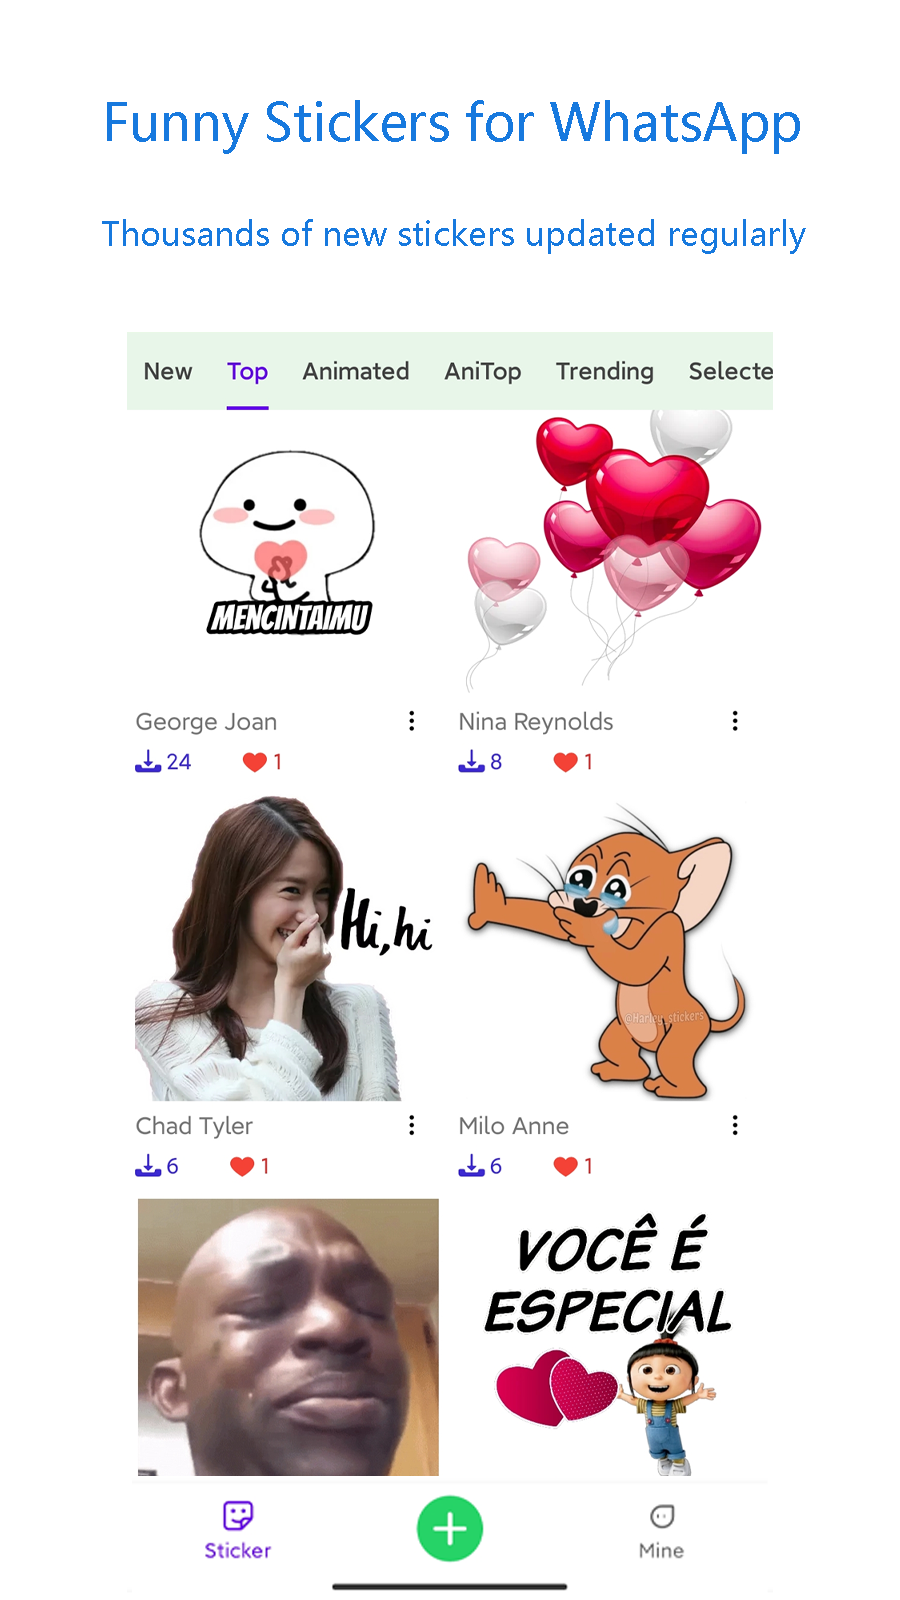 Funny Stickers for WhatsApp
Thousands of new stickers updated regularly
New Top Animated AniTop Trending Selecte
MENCINTAIMU
George Joan
24 1
Nina Reynolds
8 1
Hi,hi
@Harley_stickers
Chad Tyler
6 1
Milo Anne
6 1
VOCÊ É
ESPECIAL
Sticker
Mine